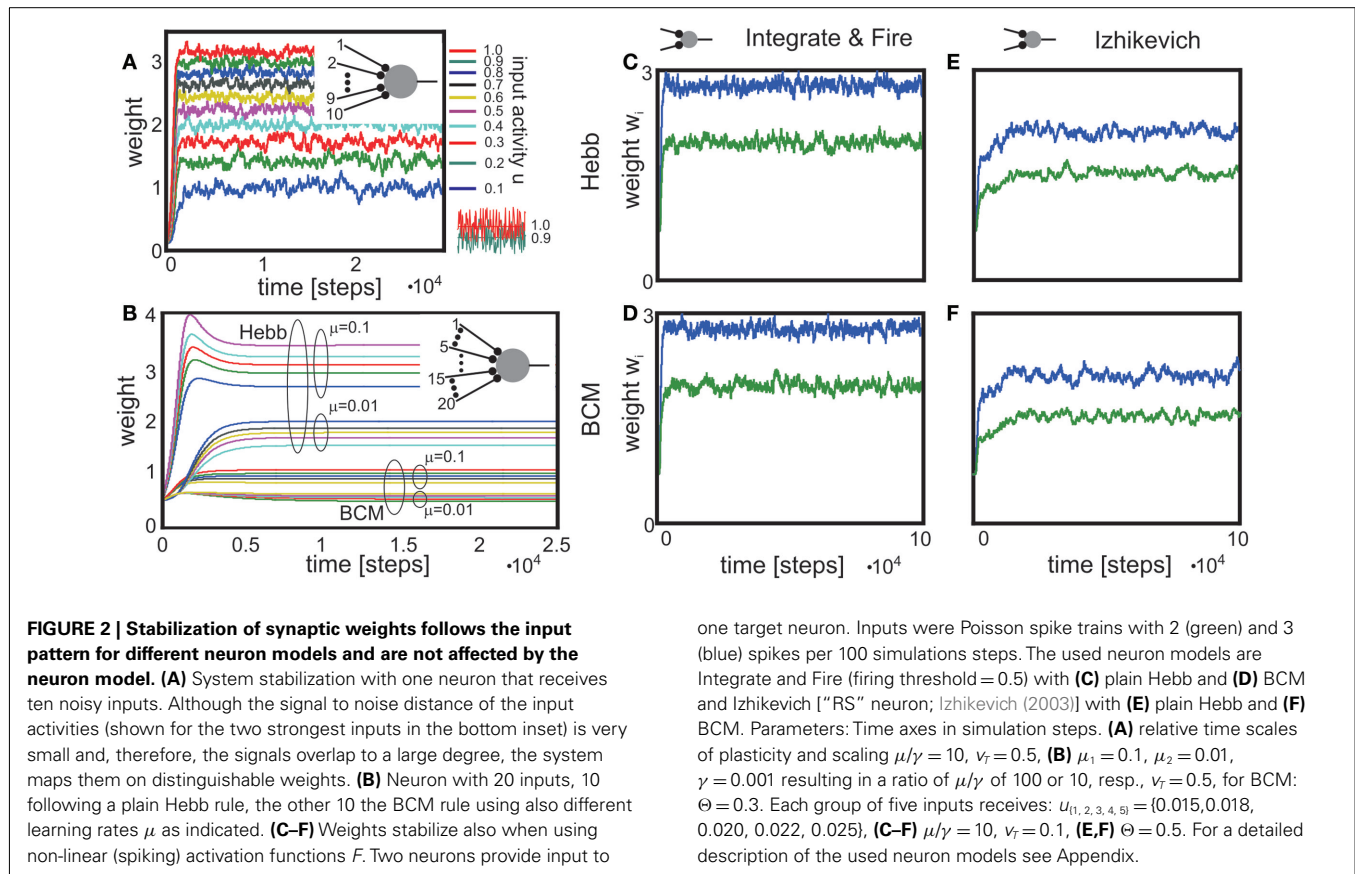 A
3
2
1
0
weight
0
1
2
time [steps]
·10⁴
1
2
9
10
1.0
0.9
0.8
0.7
0.6
0.5
0.4
0.3
0.2
0.1
input activity u
1.0
0.9
B
4
3
2
1
0
weight
Hebb
μ=0.1
μ=0.01
μ=0.1
BCM
μ=0.01
1
5
15
20
0
0.5
1
1.5
2
2.5
time [steps]
·10⁴
Integrate & Fire
Izhikevich
C
3
0
weight wᵢ
Hebb
E
D
3
0
weight wᵢ
BCM
0
10
time [steps]
·10⁴
F
0
10
time [steps]
·10⁴
FIGURE 2 | Stabilization of synaptic weights follows the input
pattern for different neuron models and are not affected by the
neuron model. (A) System stabilization with one neuron that receives
ten noisy inputs. Although the signal to noise distance of the input
activities (shown for the two strongest inputs in the bottom inset) is very
small and, therefore, the signals overlap to a large degree, the system
maps them on distinguishable weights. (B) Neuron with 20 inputs, 10
following a plain Hebb rule, the other 10 the BCM rule using also different
learning rates μ as indicated. (C–F) Weights stabilize also when using
non-linear (spiking) activation functions F. Two neurons provide input to
one target neuron. Inputs were Poisson spike trains with 2 (green) and 3
(blue) spikes per 100 simulations steps. The used neuron models are
Integrate and Fire (firing threshold = 0.5) with (C) plain Hebb and (D) BCM
and Izhikevich ["RS" neuron; Izhikevich (2003)] with (E) plain Hebb and (F)
BCM. Parameters: Time axes in simulation steps. (A) relative time scales
of plasticity and scaling μ/γ = 10, v_T = 0.5, (B) μ₁ = 0.1, μ₂ = 0.01,
γ = 0.001 resulting in a ratio of μ/γ of 100 or 10, resp., v_T = 0.5, for BCM:
Θ = 0.3. Each group of five inputs receives: u_{1, 2, 3, 4, 5} = {0.015,0.018,
0.020, 0.022, 0.025}, (C–F) μ/γ = 10, v_T = 0.1, (E,F) Θ = 0.5. For a detailed
description of the used neuron models see Appendix.